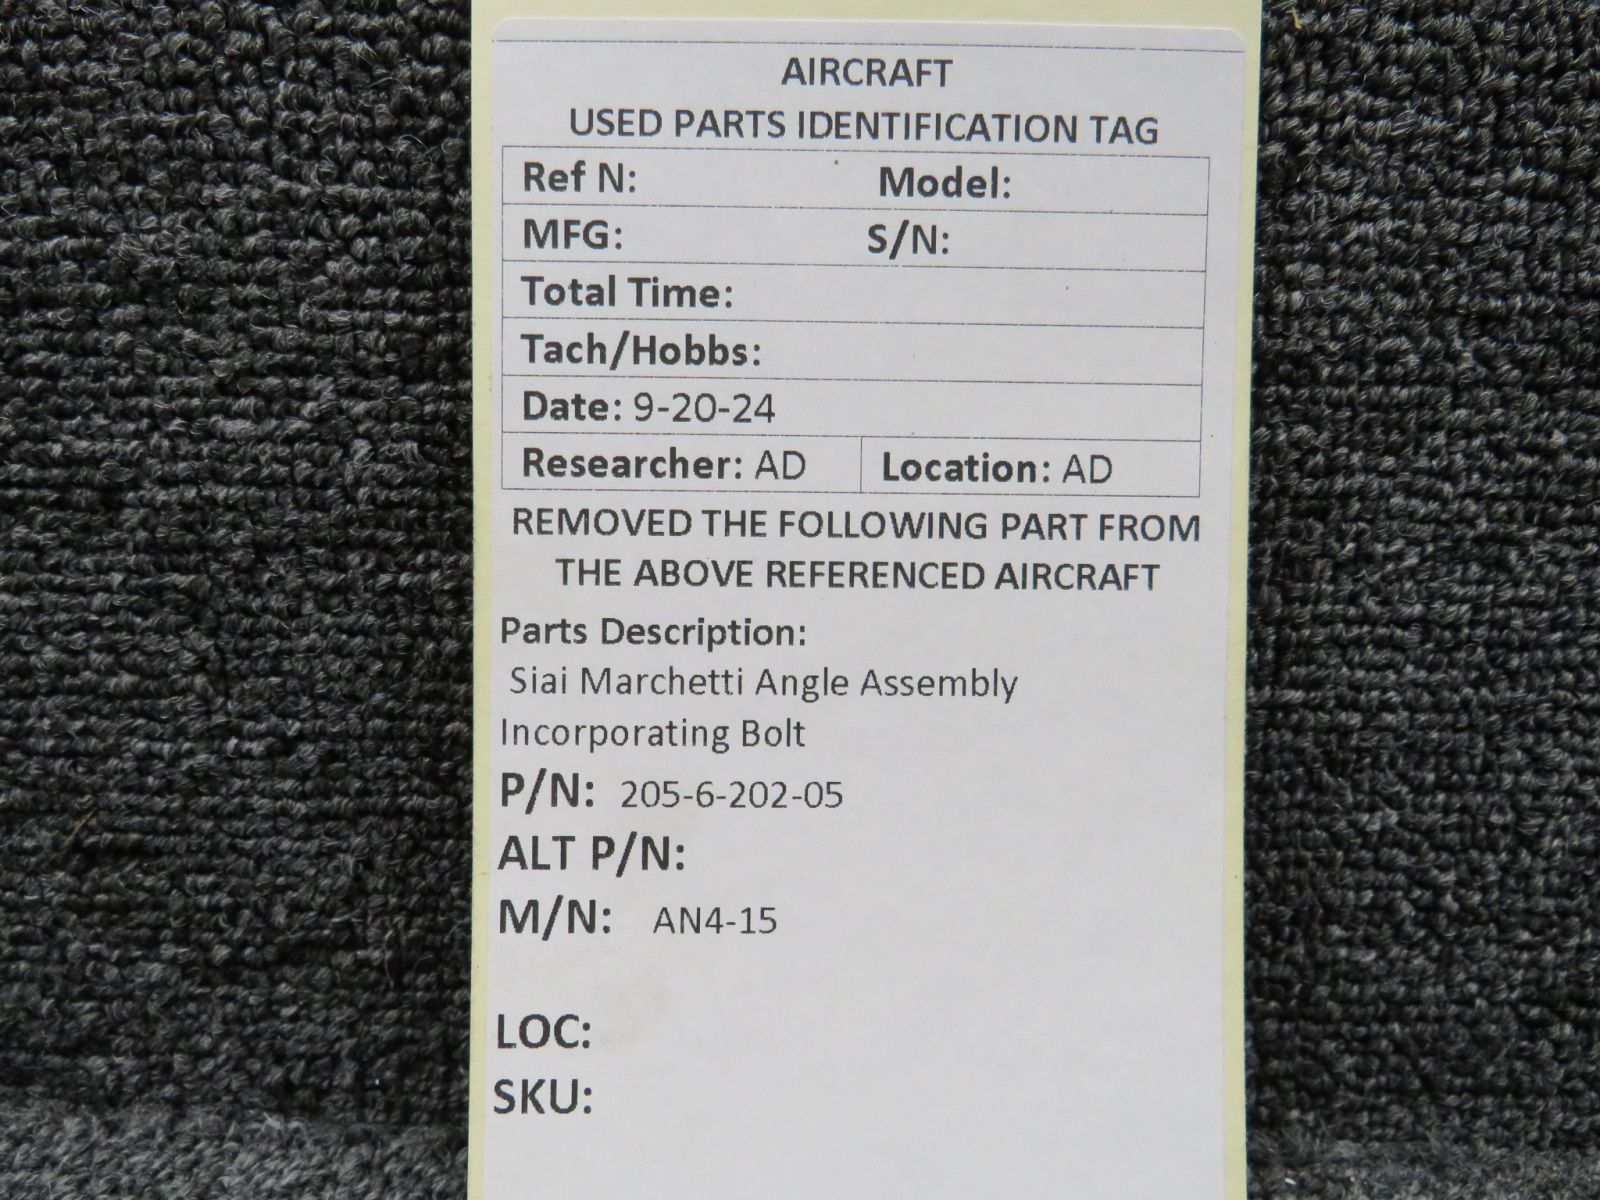 AIRCRAFT
USED PARTS IDENTIFICATION TAG
Ref N: Model:
MFG: S/N:
Total Time:
Tach/Hobbs:
Date: 9-20-24
Researcher: AD Location: AD
REMOVED THE FOLLOWING PART FROM
THE ABOVE REFERENCED AIRCRAFT
Parts Description:
Siai Marchetti Angle Assembly
Incorporating Bolt
P/N: 205-6-202-05
ALT P/N:
M/N: AN4-15
LOC:
SKU: